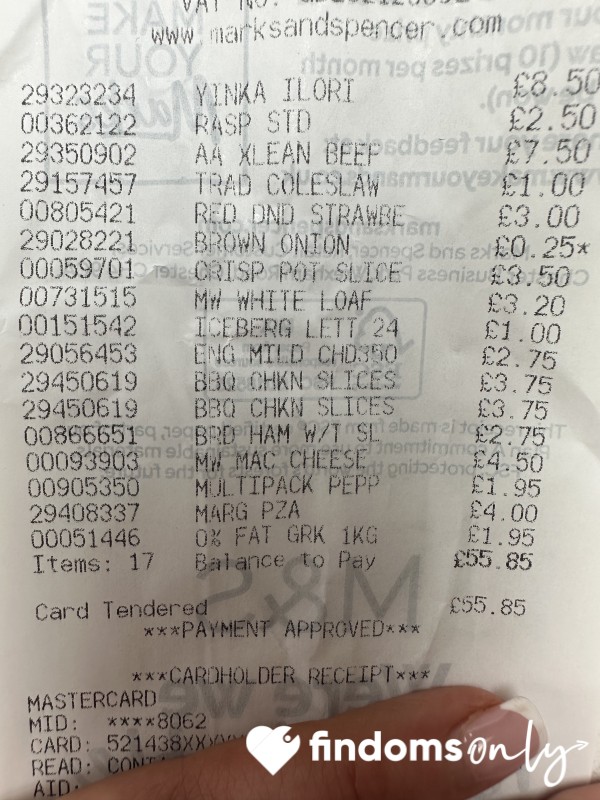 www.marksandspencer.com
29323234 YINKA ILORI £8.50
00362122 RASP STD £2.50
29350902 AA XLEAN BEEF £7.50
29157457 TRAD COLESLAW £1.00
00805421 RED DND STRAWBE £3.00
29028221 BROWN ONION £0.25*
00059701 CRISP POT SLICE £3.50
00731515 MW WHITE LOAF £3.20
00151542 ICEBERG LETT 24 £1.00
29056453 ENG MILD CHD350 £2.75
29450619 BBQ CHKN SLICES £3.75
29450619 BBQ CHKN SLICES £3.75
00866651 BRD HAM W/T SL £2.75
00093903 MW MAC CHEESE £4.50
00905350 MULTIPACK PEPP £1.95
29408337 MARG PZA £4.00
00051446 0% FAT GRK 1KG £1.95
Items: 17 Balance to Pay £55.85
Card Tendered £55.85
***PAYMENT APPROVED***
***CARDHOLDER RECEIPT***
MASTERCARD
MID: ****8062
CARD: 521438XX
READ:
AID:
findomsonly